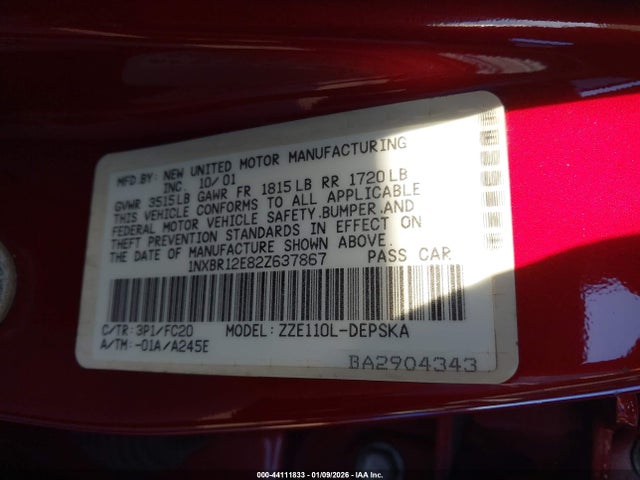 MFD.BY: NEW UNITED MOTOR MANUFACTURING
INC. 10/01
GVWR 3515LB GAWR FR 1815LB RR 1720LB
THIS VEHICLE CONFORMS TO ALL APPLICABLE
FEDERAL MOTOR VEHICLE SAFETY,BUMPER,AND
THEFT PREVENTION STANDARDS IN EFFECT ON
THE DATE OF MANUFACTURE SHOWN ABOVE.
1NXBR12E82Z637867 PASS CAR
C/TR: 3P1/FC20 MODEL: ZZE110L-DEPSKA
A/TM: -01A/A245E
BA2904343
000-44111833 - 01/09/2026 - IAA Inc.